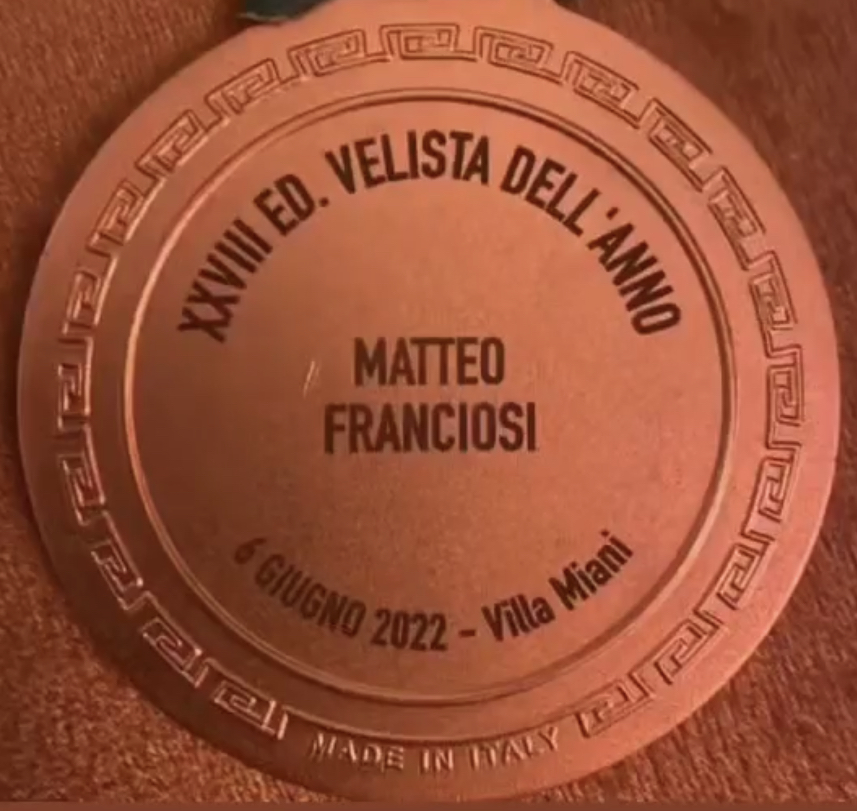 XXVIII ED. VELISTA DELL'ANNO
MATTEO
FRANCIOSI
6 GIUGNO 2022 - Villa Miani
MADE IN ITALY